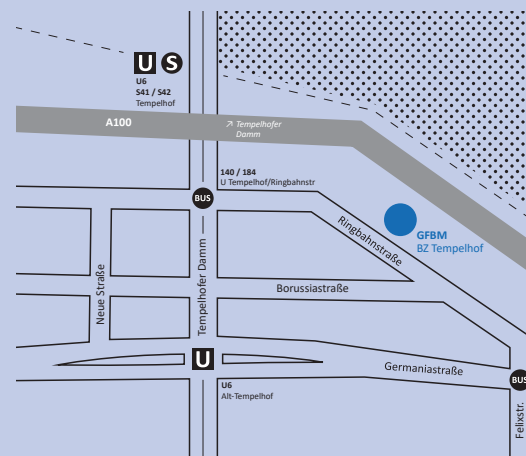 U S
U6
S41 / S42
Tempelhof
A100
↗ Tempelhofer
Damm
140 / 184
U Tempelhof/Ringbahnstr
BUS
Ringbahnstraße
GFBM
BZ Tempelhof
Neue Straße
Tempelhofer Damm
Borussiastraße
U
U6
Alt-Tempelhof
Germaniastraße
BUS
Felixstr.